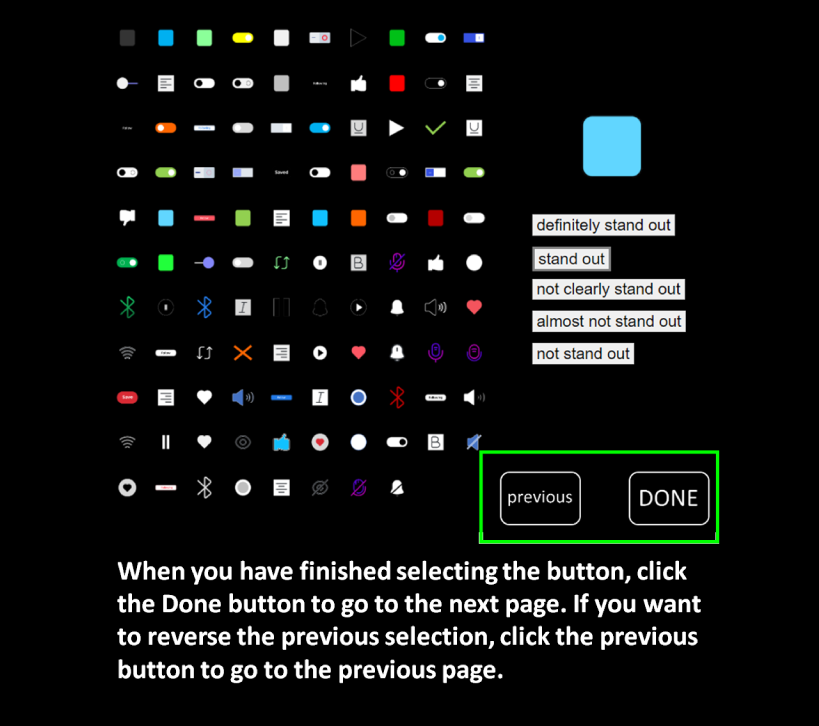 Saved
definitely stand out
stand out
not clearly stand out
almost not stand out
not stand out
Save
previous
DONE
When you have finished selecting the button, click
the Done button to go to the next page. If you want
to reverse the previous selection, click the previous
button to go to the previous page.